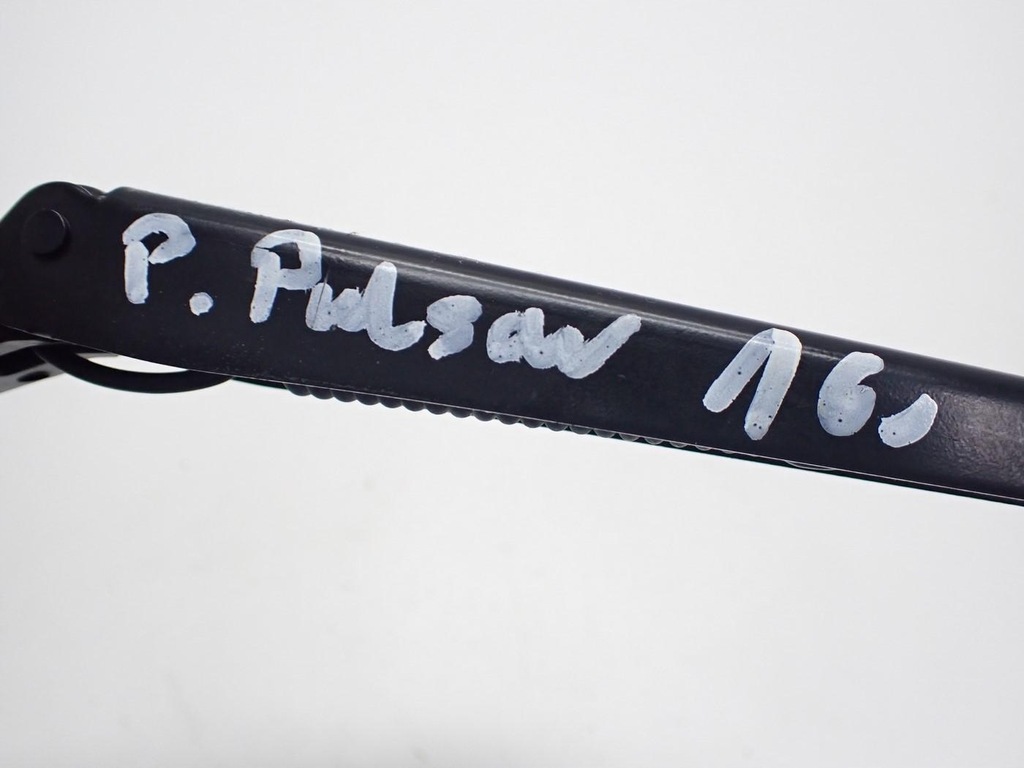 P. Pulsar 16,